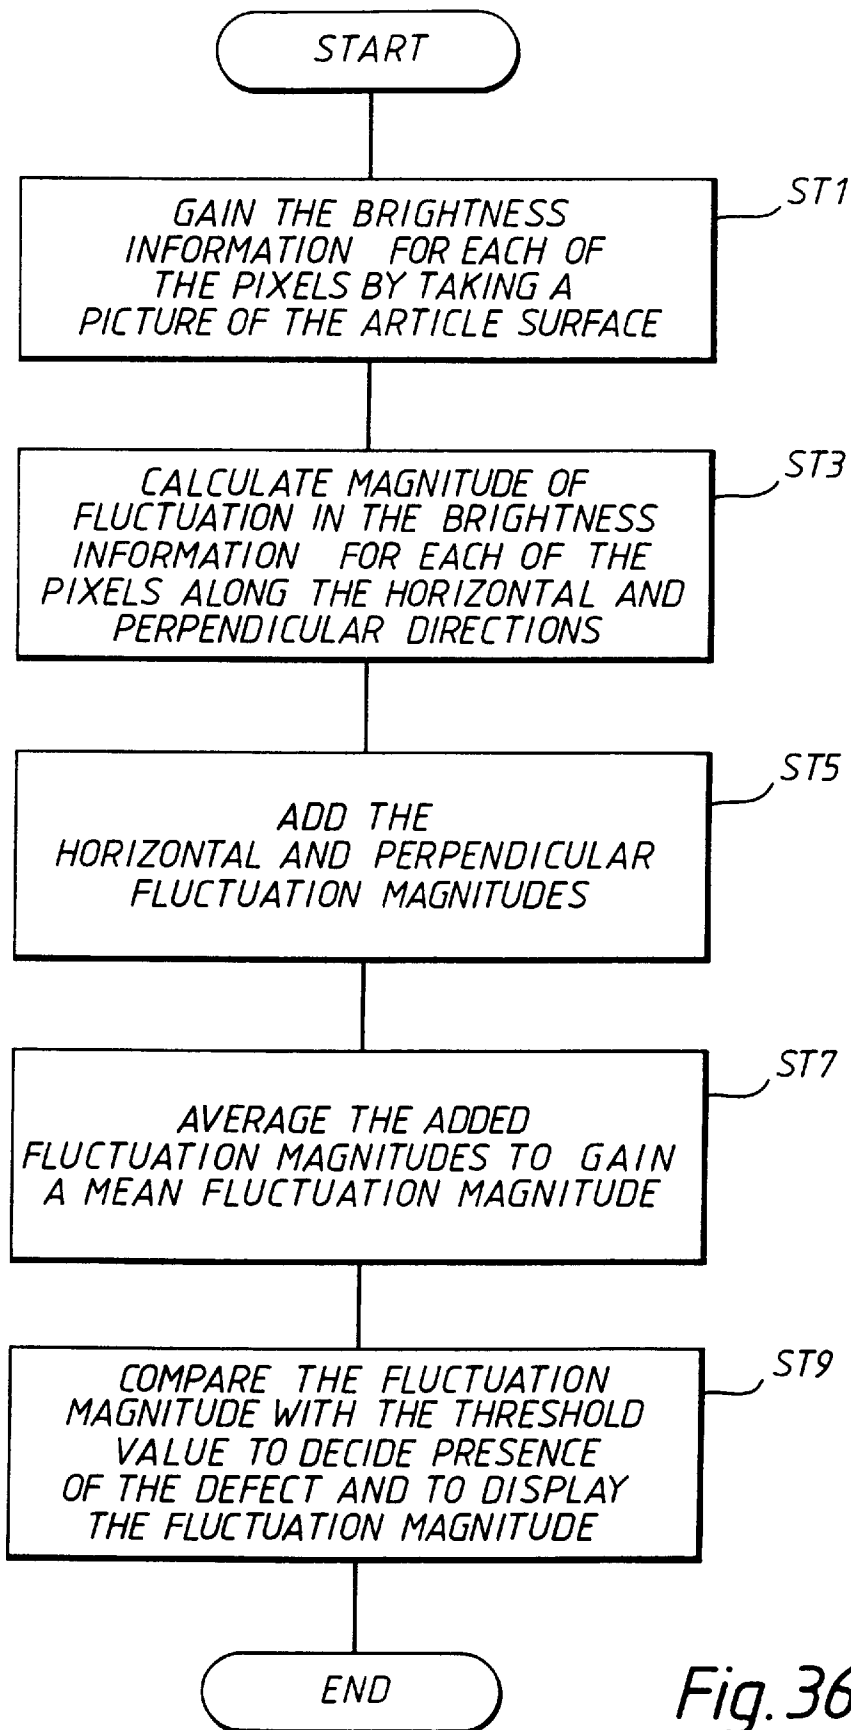 START
GAIN THE BRIGHTNESS
INFORMATION FOR EACH OF
THE PIXELS BY TAKING A
PICTURE OF THE ARTICLE SURFACE
ST1
CALCULATE MAGNITUDE OF
FLUCTUATION IN THE BRIGHTNESS
INFORMATION FOR EACH OF THE
PIXELS ALONG THE HORIZONTAL AND
PERPENDICULAR DIRECTIONS
ST3
ADD THE
HORIZONTAL AND PERPENDICULAR
FLUCTUATION MAGNITUDES
ST5
AVERAGE THE ADDED
FLUCTUATION MAGNITUDES TO GAIN
A MEAN FLUCTUATION MAGNITUDE
ST7
COMPARE THE FLUCTUATION
MAGNITUDE WITH THE THRESHOLD
VALUE TO DECIDE PRESENCE
OF THE DEFECT AND TO DISPLAY
THE FLUCTUATION MAGNITUDE
ST9
END
Fig. 36